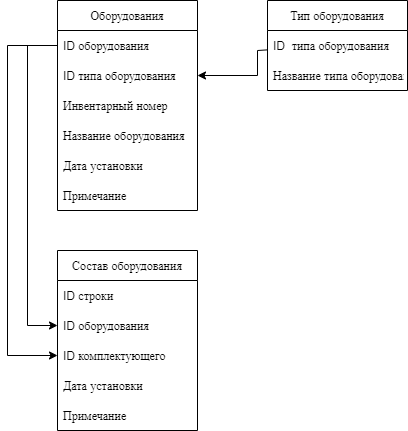 Оборудования
ID оборудования
ID типа оборудования
Инвентарный номер
Название оборудования
Дата установки
Примечание
Тип оборудования
ID типа оборудования
Название типа оборудова
Состав оборудования
ID строки
ID оборудования
ID комплектующего
Дата установки
Примечание